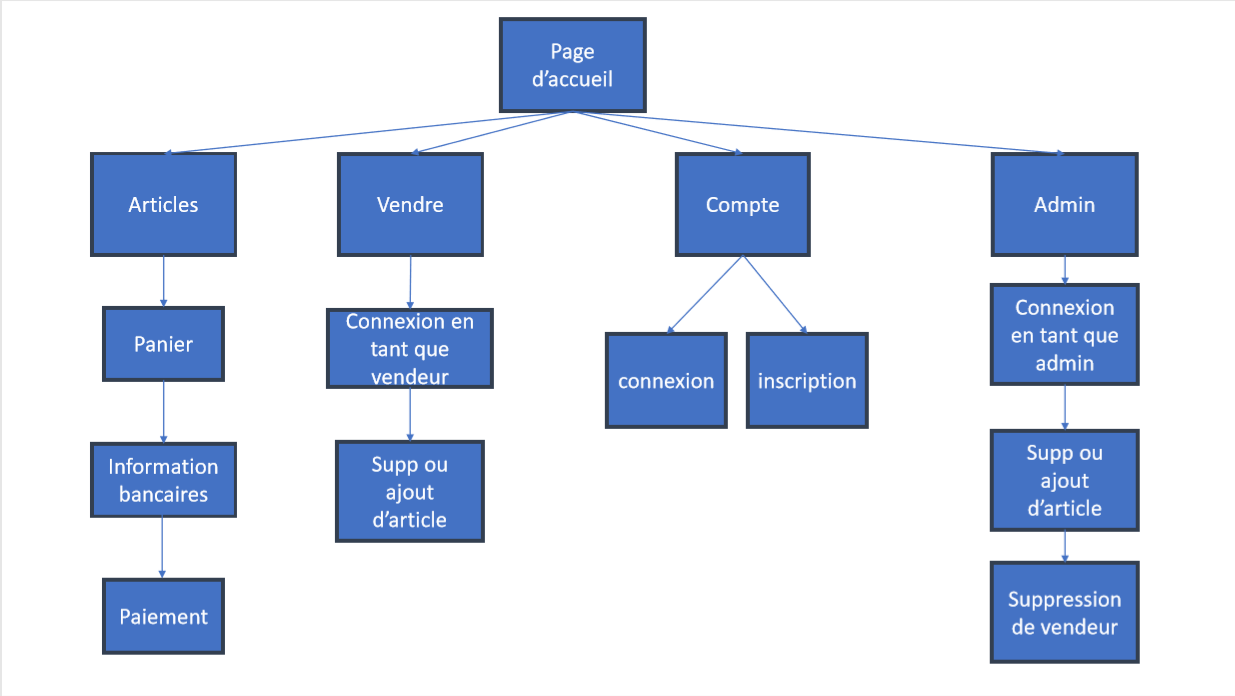 Page
d’accueil
Articles
Vendre
Compte
Admin
Panier
Connexion en
tant que
vendeur
connexion
inscription
Connexion
en tant que
admin
Information
bancaires
Supp ou
ajout
d’article
Supp ou
ajout
d’article
Paiement
Suppression
de vendeur